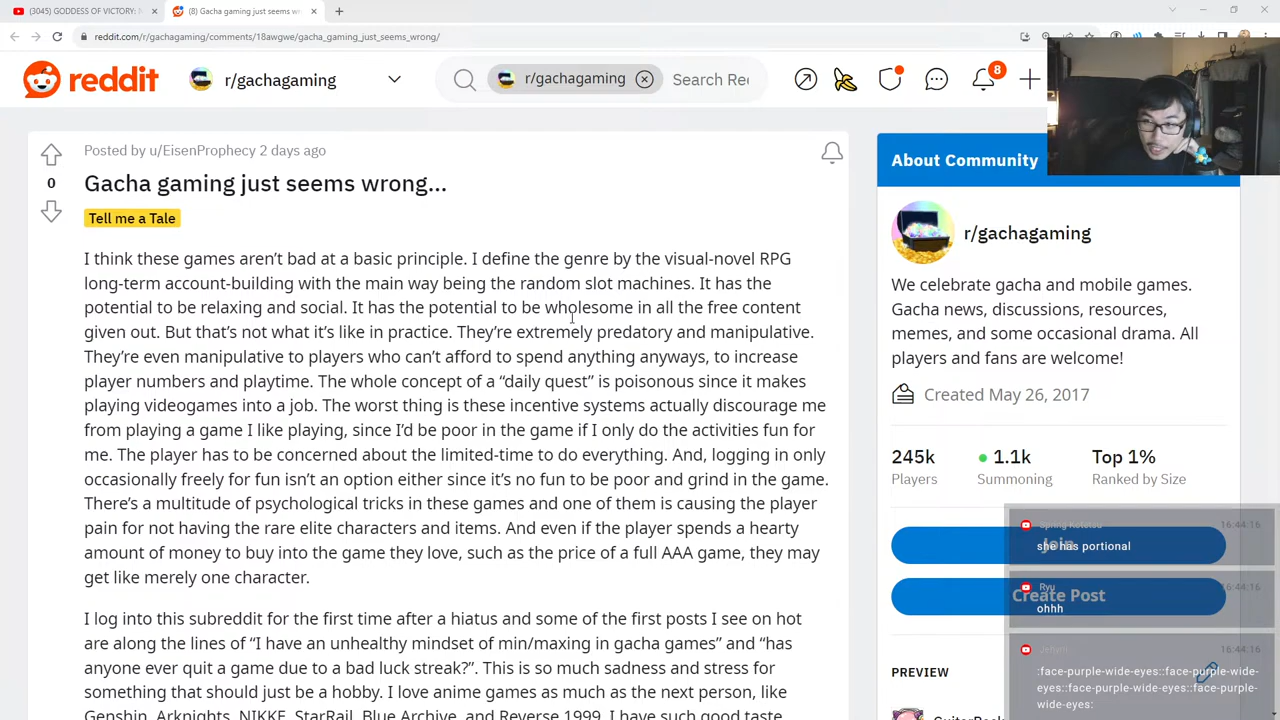 (3045) GODDESS OF VICTORY:
(8) Gacha gaming just seems wr
reddit.com/r/gachagaming/comments/18awgwe/gacha_gaming_just_seems_wrong/
reddit
r/gachagaming
r/gachagaming
Search Re
8
Posted by u/EisenProphecy 2 days ago
0
Gacha gaming just seems wrong...
Tell me a Tale
I think these games aren't bad at a basic principle. I define the genre by the visual-novel RPG
long-term account-building with the main way being the random slot machines. It has the
potential to be relaxing and social. It has the potential to be wholesome in all the free content
given out. But that's not what it's like in practice. They're extremely predatory and manipulative.
They're even manipulative to players who can't afford to spend anything anyways, to increase
player numbers and playtime. The whole concept of a “daily quest” is poisonous since it makes
playing videogames into a job. The worst thing is these incentive systems actually discourage me
from playing a game I like playing, since I'd be poor in the game if I only do the activities fun for
me. The player has to be concerned about the limited-time to do everything. And, logging in only
occasionally freely for fun isn't an option either since it's no fun to be poor and grind in the game.
There's a multitude of psychological tricks in these games and one of them is causing the player
pain for not having the rare elite characters and items. And even if the player spends a hearty
amount of money to buy into the game they love, such as the price of a full AAA game, they may
get like merely one character.
I log into this subreddit for the first time after a hiatus and some of the first posts I see on hot
are along the lines of “I have an unhealthy mindset of min/maxing in gacha games” and “has
anyone ever quit a game due to a bad luck streak?”. This is so much sadness and stress for
something that should just be a hobby. I love anime games as much as the next person, like
Genshin, Arknights, NIKKE, StarRail, Blue Archive, and Reverse 1999. I have such good taste
About Community
r/gachagaming
We celebrate gacha and mobile games.
Gacha news, discussions, resources,
memes, and some occasional drama. All
players and fans are welcome!
Created May 26, 2017
245k
Players
1.1k
Summoning
Top 1%
Ranked by Size
Join
Create Post
PREVIEW
Spring Kotetsu
16:44:16
she has portional
Ryu
16:44:16
ohhh
16:44:16
:face-purple-wide-eyes::face-purple-wide-
eyes::face-purple-wide-eyes::face-purple-
wide-eyes: